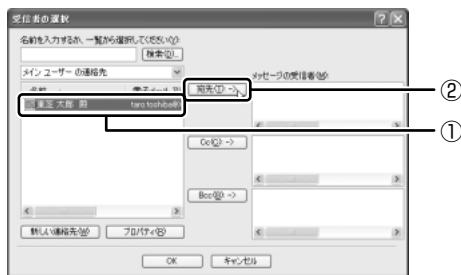 受信者の選択
名前を入力するか、一覧から選択してください(Y):
検索(D)...
メイン ユーザー の連絡先
メッセージの受信者(M):
名前
電子メール
宛先(T): ->
②
東芝 太郎 殿
taro.toshiba@
①
Cc(C): ->
Bcc(B): ->
新しい連絡先(W)
プロパティ(R)
OK
キャンセル